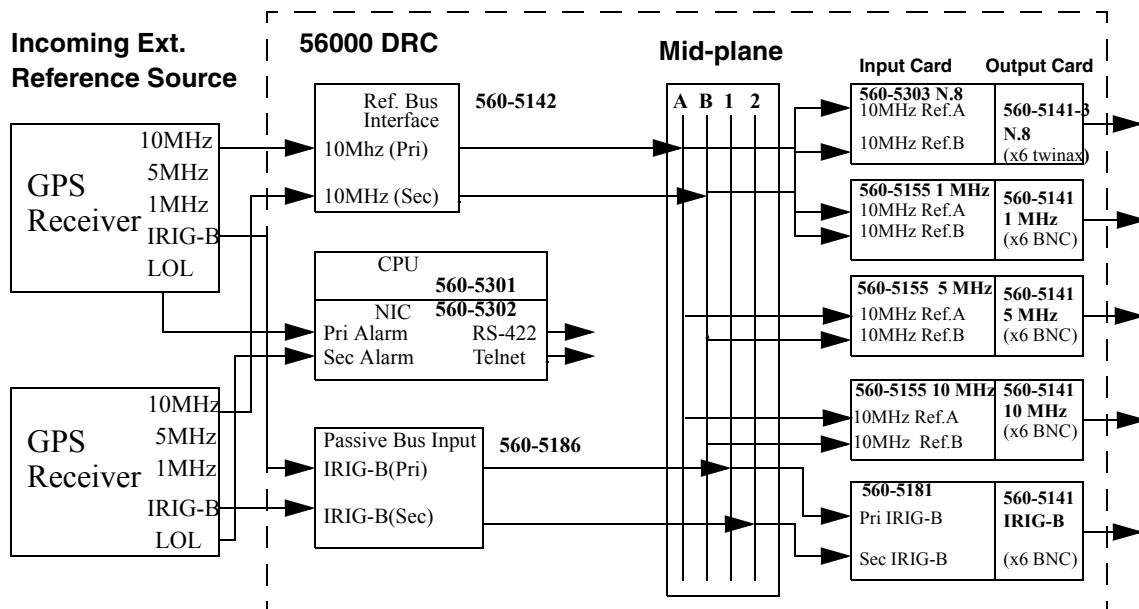 Incoming Ext.
Reference Source
56000 DRC
Mid-plane
Input Card
Output Card
GPS
Receiver
10MHz
5MHz
1MHz
IRIG-B
LOL
GPS
Receiver
10MHz
5MHz
1MHz
IRIG-B
LOL
Ref. Bus
Interface
10Mhz (Pri)
10MHz (Sec)
560-5142
CPU
560-5301
NIC
560-5302
Pri Alarm
RS-422
Sec Alarm
Telnet
Passive Bus Input
IRIG-B(Pri)
IRIG-B(Sec)
560-5186
A B 1 2
560-5303 N.8
10MHz Ref.A
10MHz Ref.B
560-5141-3
N.8
(x6 twinax)
560-5155 1 MHz
10MHz Ref.A
10MHz Ref.B
560-5141
1 MHz
(x6 BNC)
560-5155 5 MHz
10MHz Ref.A
10MHz Ref.B
560-5141
5 MHz
(x6 BNC)
560-5155 10 MHz
10MHz Ref.A
10MHz Ref.B
560-5141
10 MHz
(x6 BNC)
560-5181
Pri IRIG-B
Sec IRIG-B
560-5141
IRIG-B
(x6 BNC)